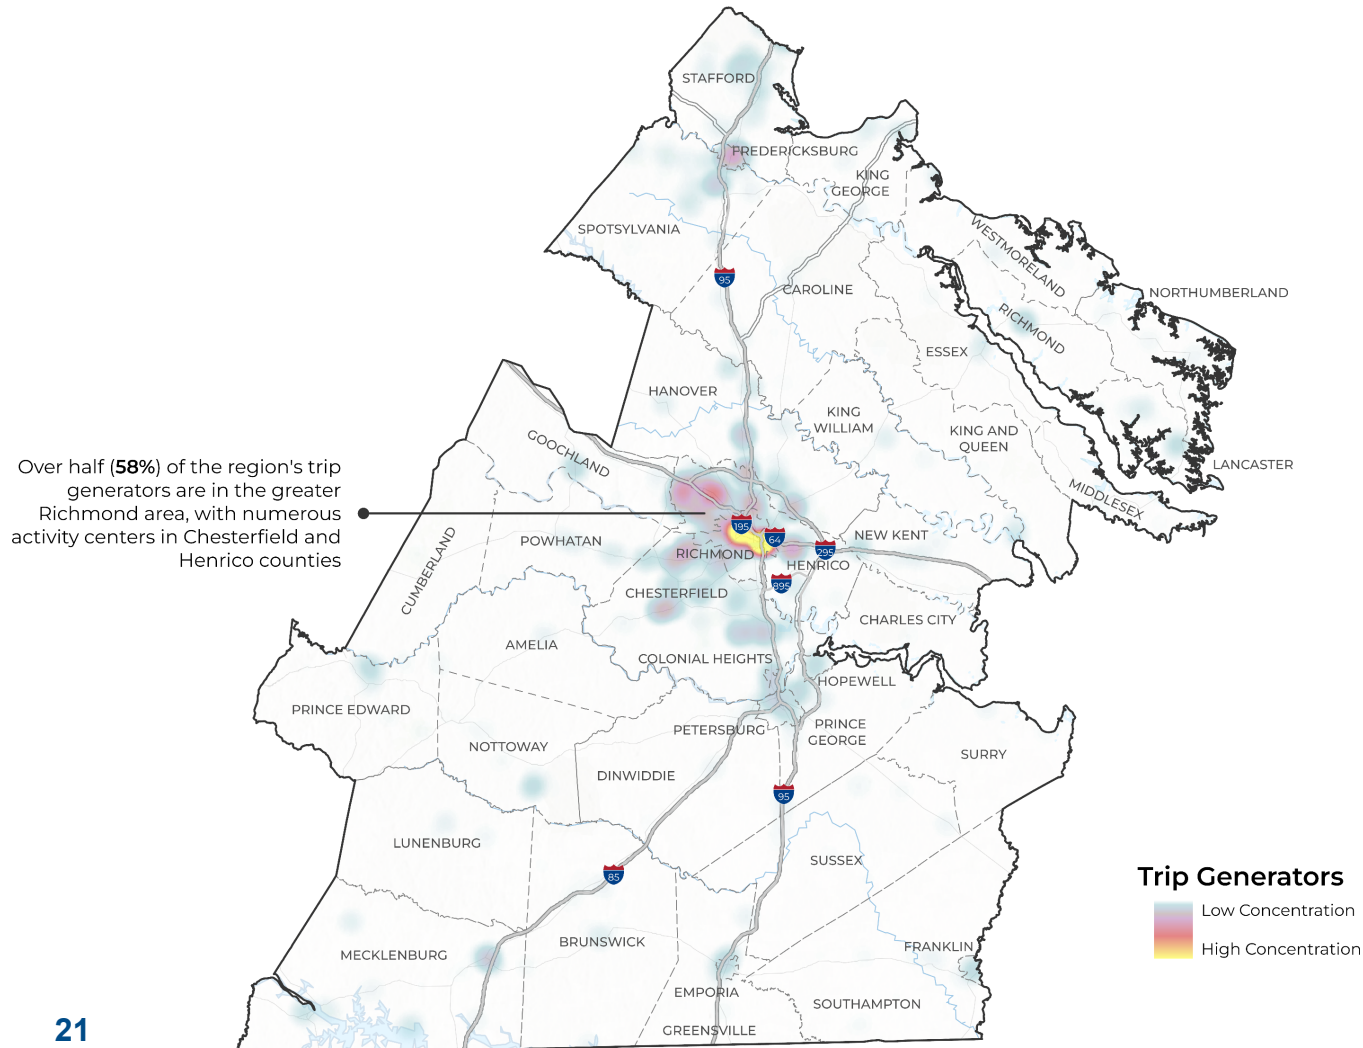 STAFFORD
FREDERICKSBURG
KING
GEORGE
SPOTSYLVANIA
WESTMORELAND
95
CAROLINE
NORTHUMBERLAND
RICHMOND
ESSEX
HANOVER
KING
WILLIAM
KING AND
QUEEN
GOOCHLAND
LANCASTER
MIDDLESEX
Over half (58%) of the region's trip
generators are in the greater
Richmond area, with numerous
activity centers in Chesterfield and
Henrico counties
195
64
295
NEW KENT
POWHATAN
RICHMOND
HENRICO
CUMBERLAND
895
CHESTERFIELD
CHARLES CITY
AMELIA
COLONIAL HEIGHTS
HOPEWELL
PRINCE EDWARD
PETERSBURG
PRINCE
GEORGE
NOTTOWAY
SURRY
DINWIDDIE
95
LUNENBURG
SUSSEX
85
Trip Generators
Low Concentration
High Concentration
BRUNSWICK
MECKLENBURG
FRANKLIN
EMPORIA
SOUTHAMPTON
GREENSVILLE
21